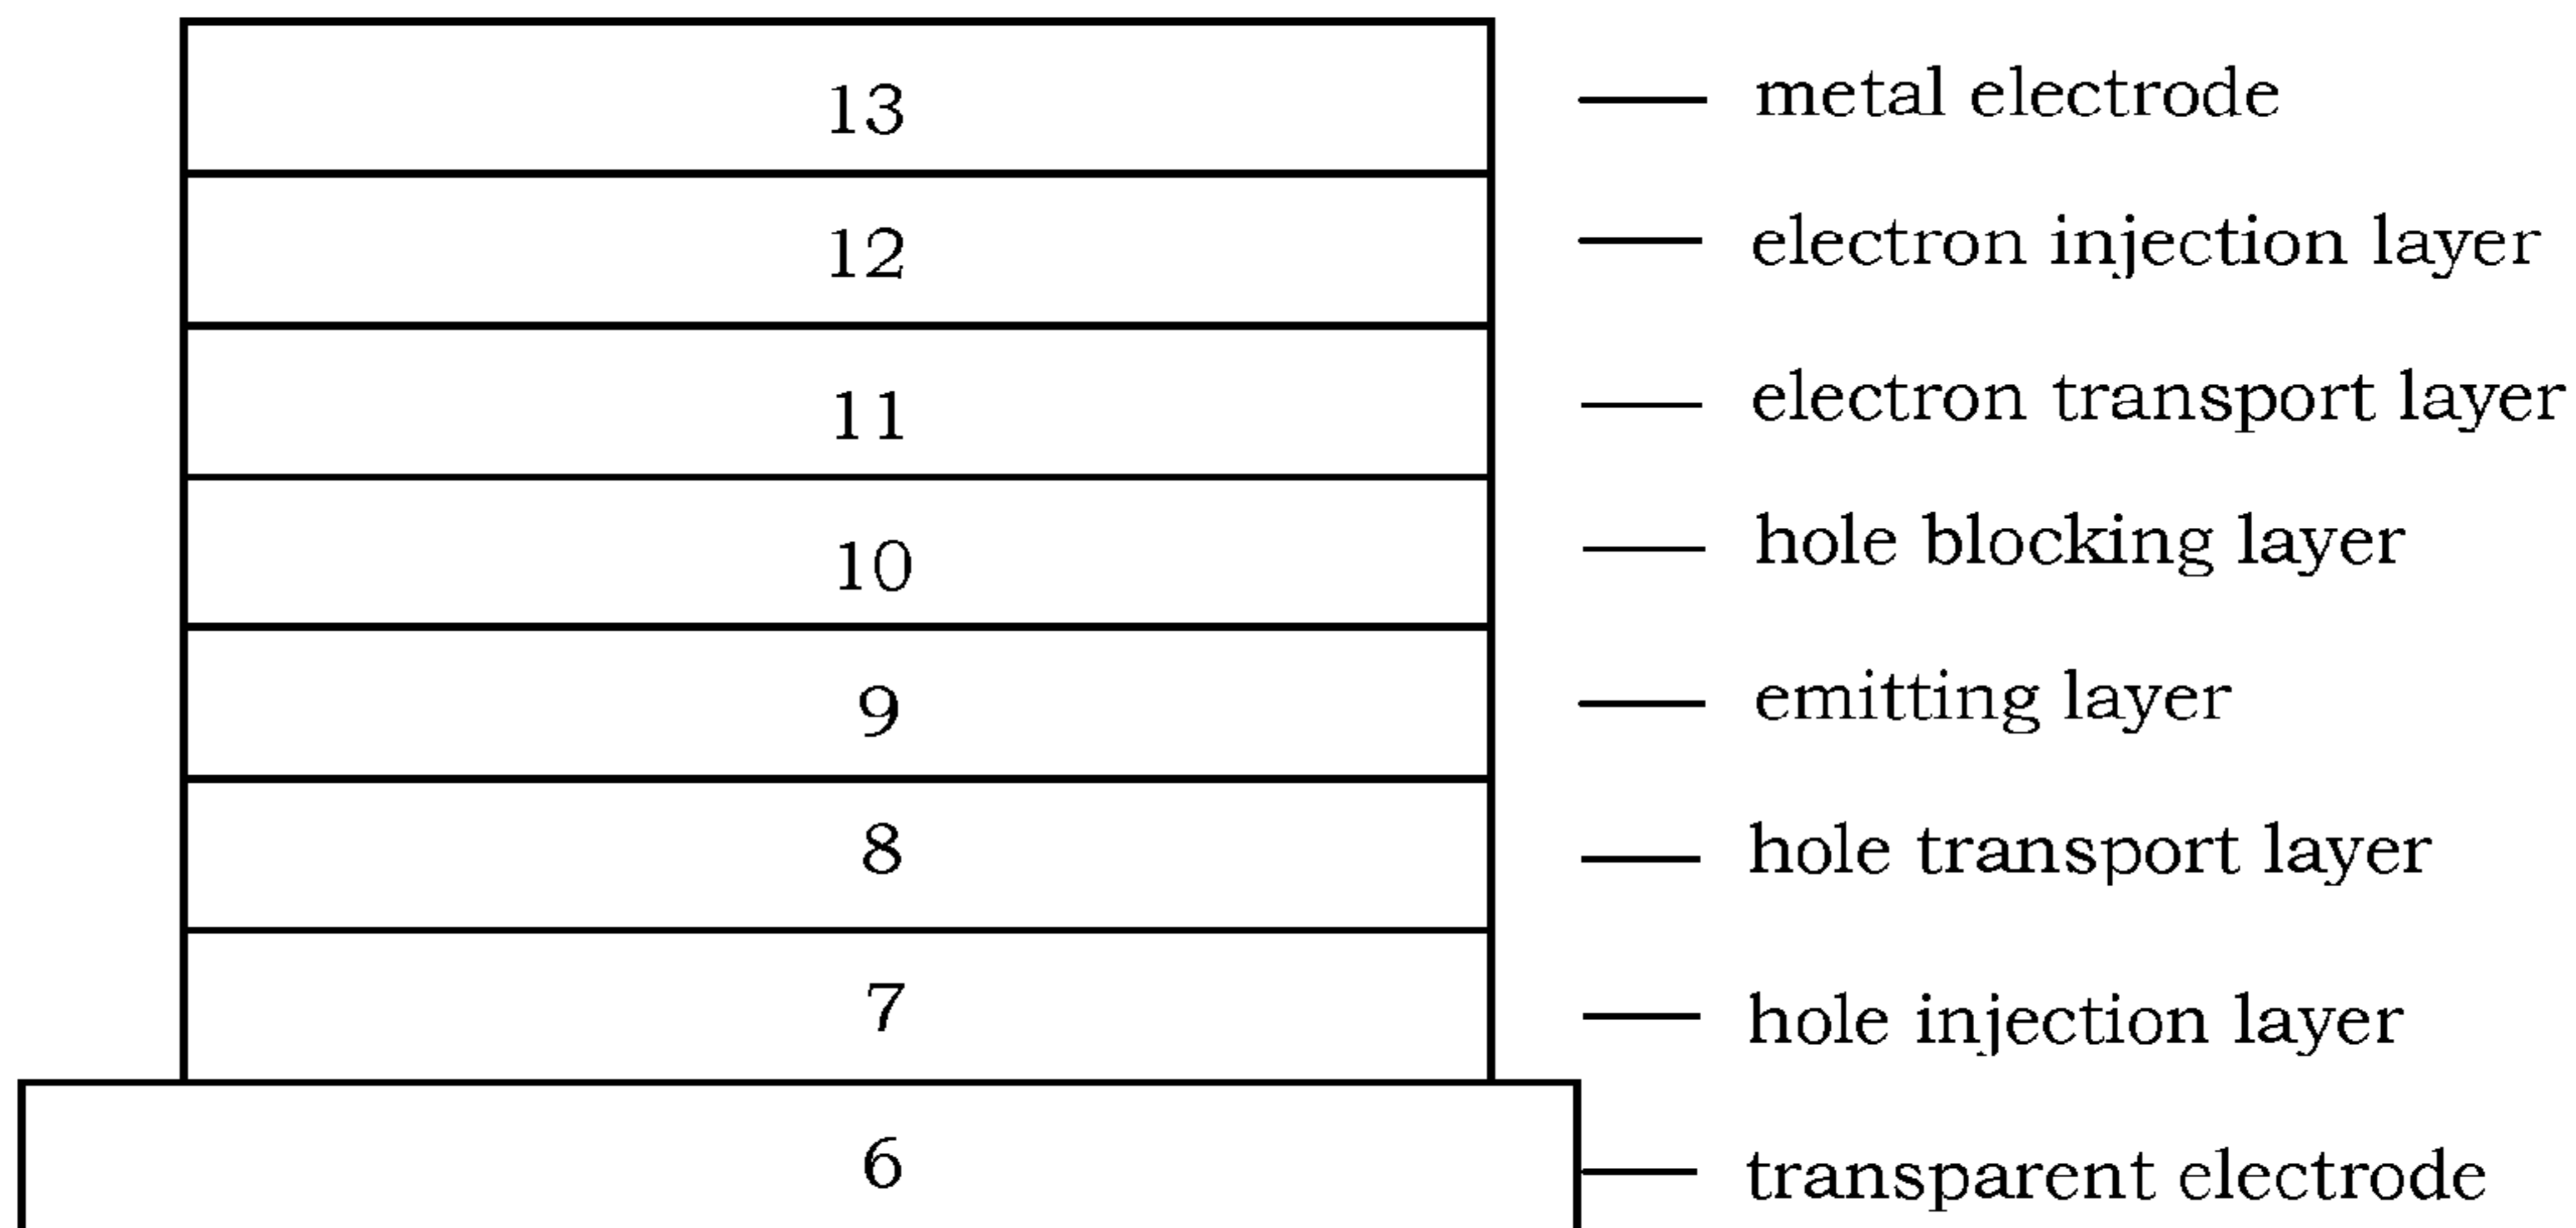 13 metal electrode
12 electron injection layer
11 electron transport layer
10 hole blocking layer
9 emitting layer
8 hole transport layer
7 hole injection layer
6 transparent electrode